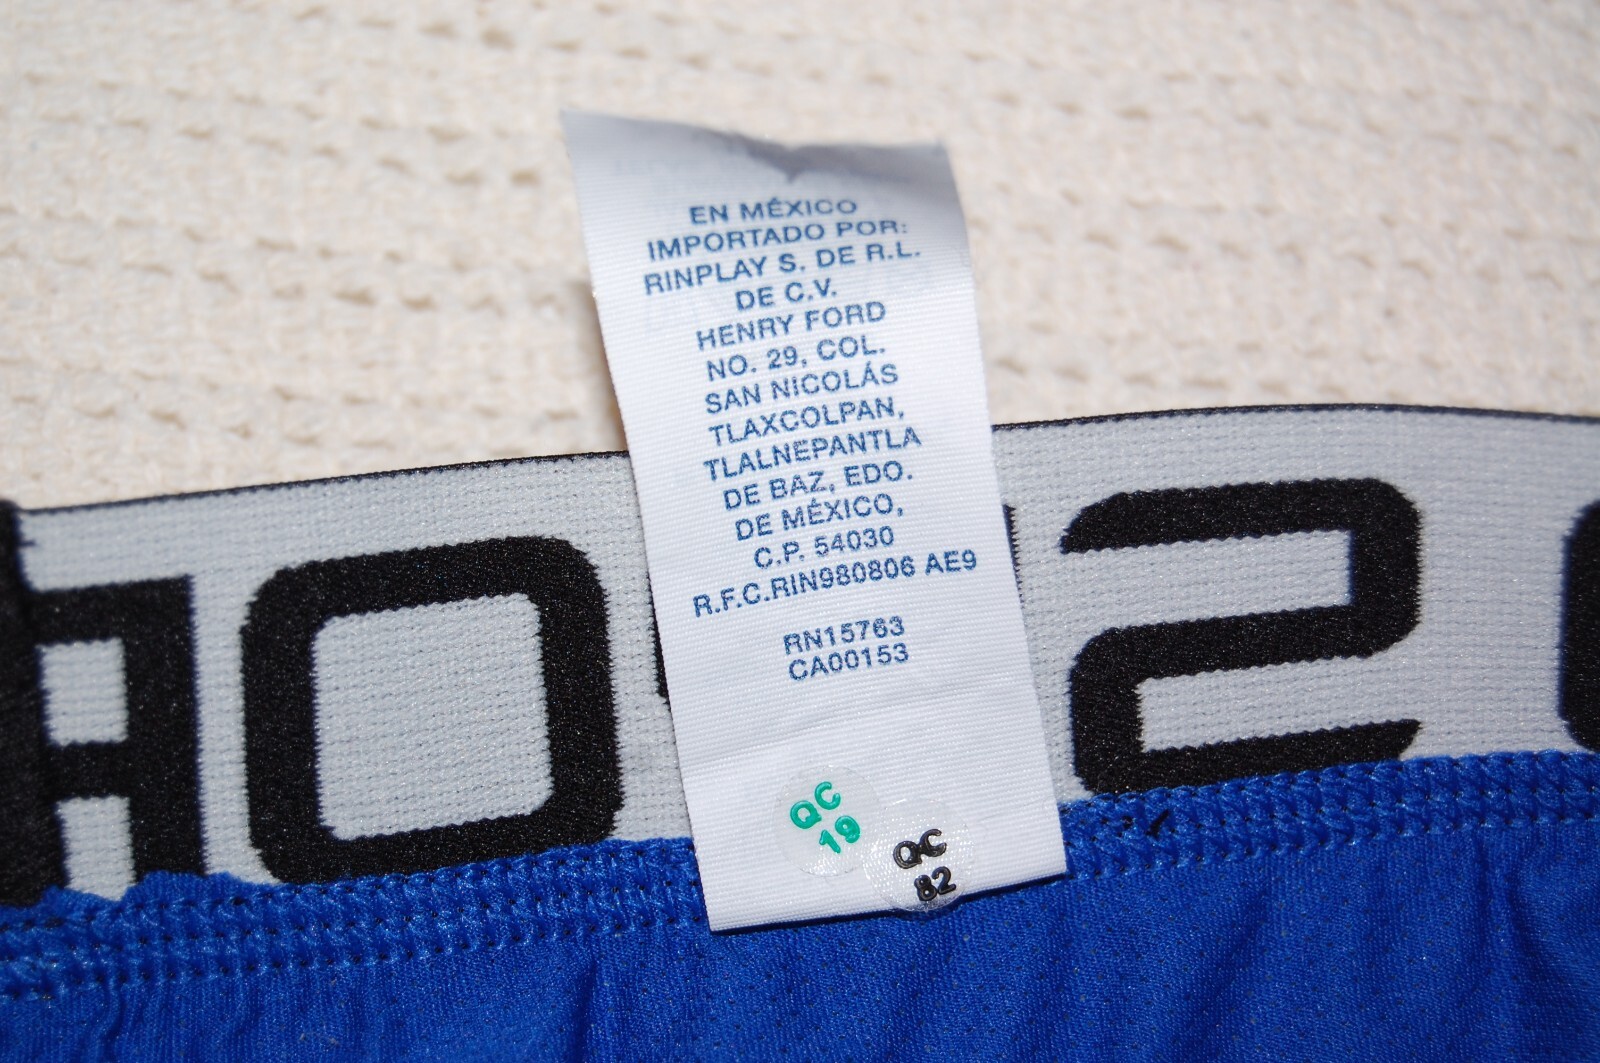 EN MÉXICO
IMPORTADO POR:
RINPLAY S. DE R.L.
DE C.V.
HENRY FORD
NO. 29, COL.
SAN NICOLÁS
TLAXCOLPAN,
TLALNEPANTLA
DE BAZ, EDO.
DE MÉXICO,
C.P. 54030
R.F.C.RIN980806 AE9
RN15763
CA00153
QC
19
QC
82